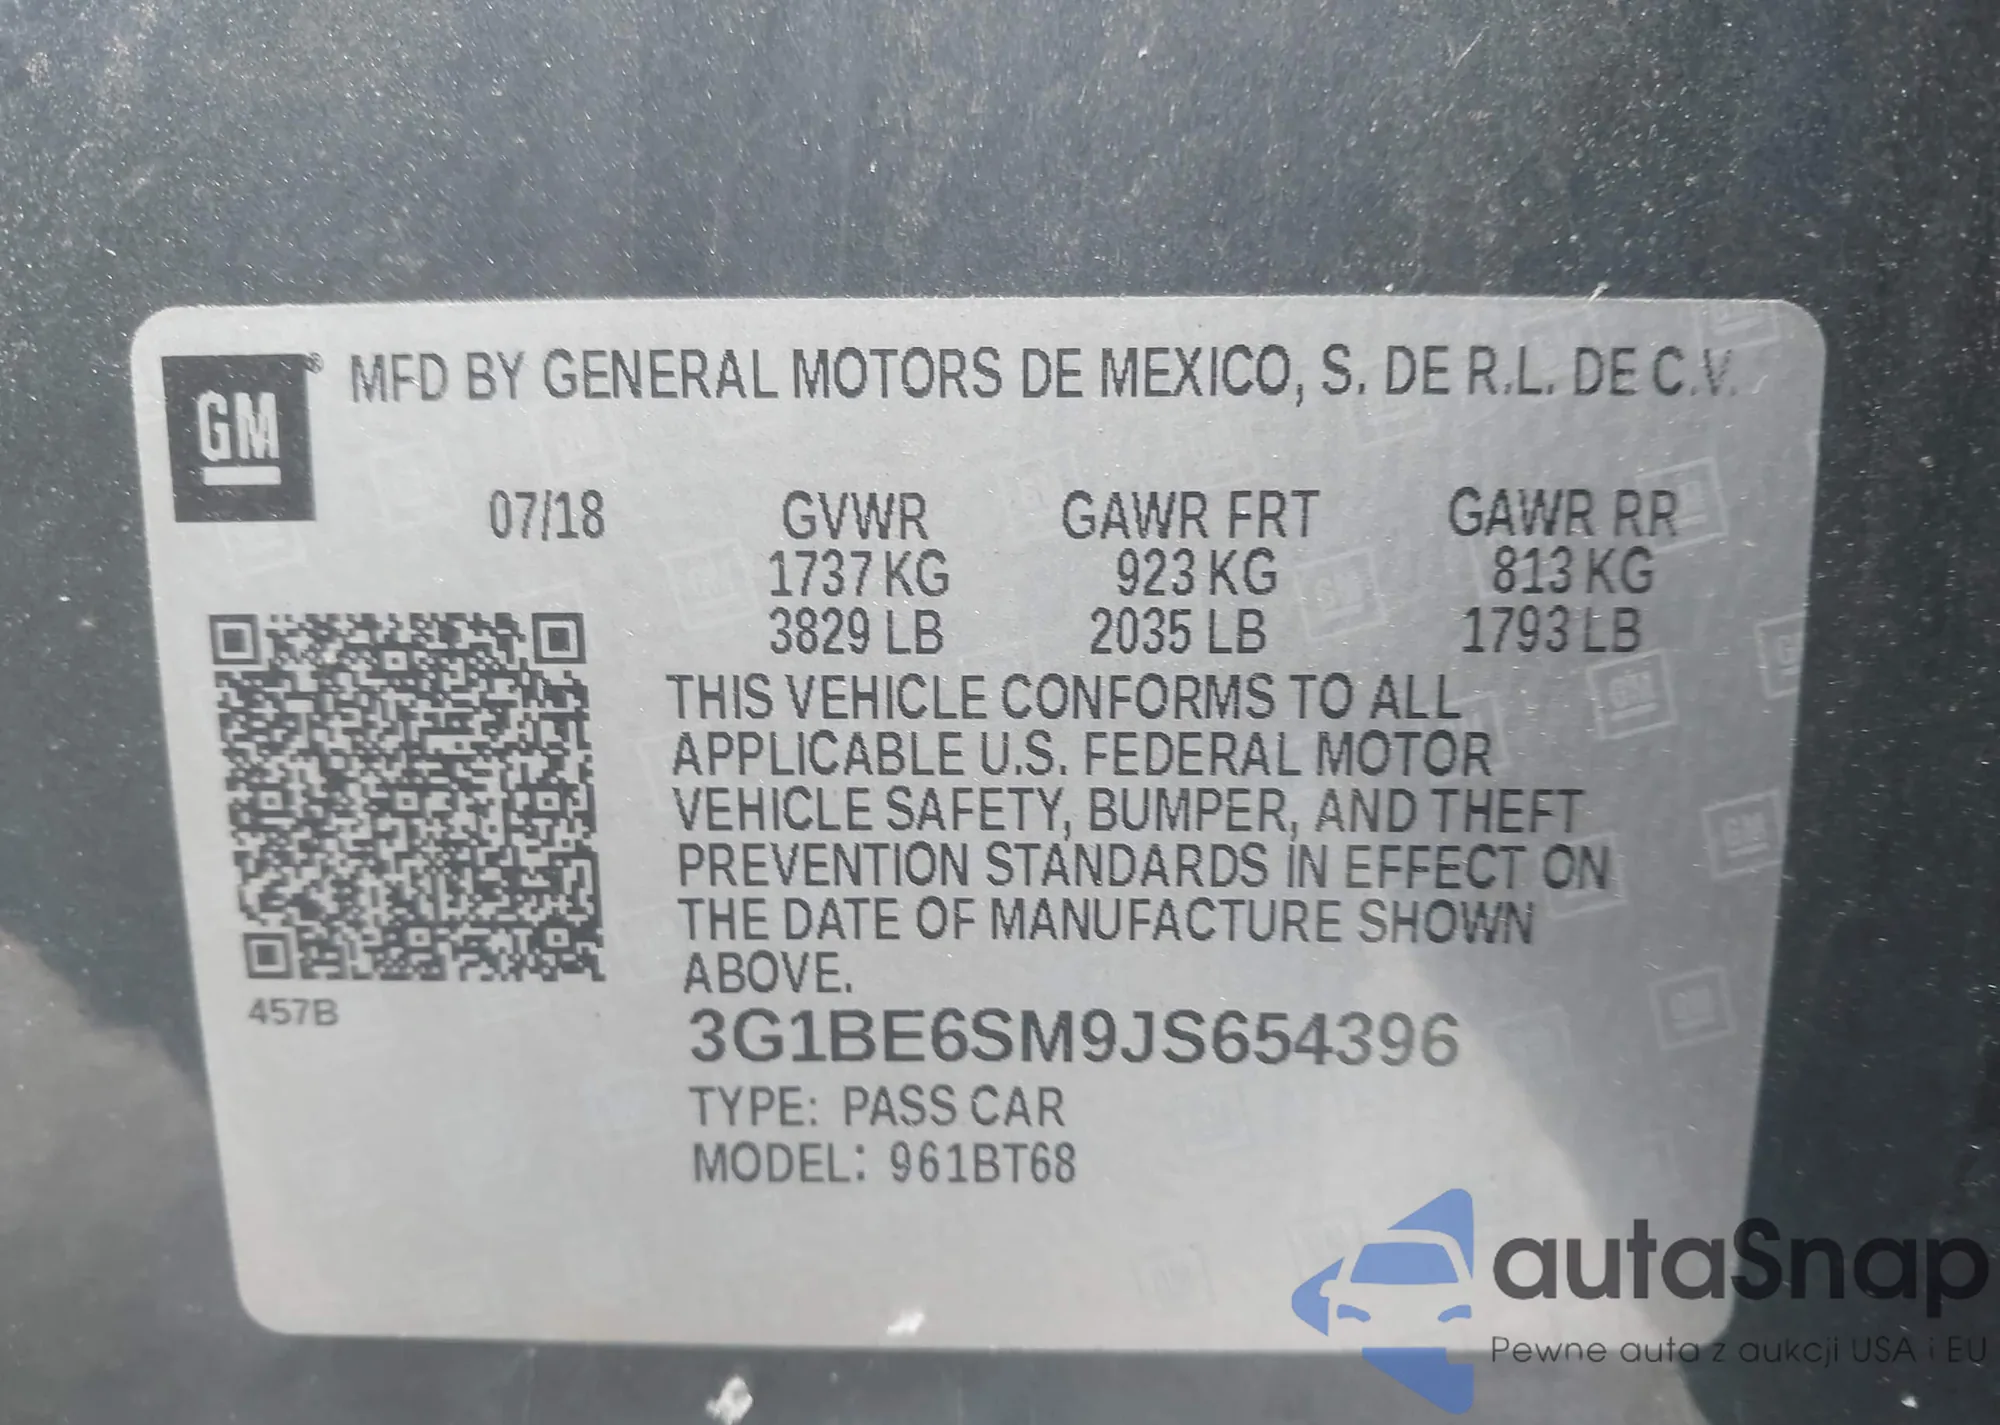 GM®
MFD BY GENERAL MOTORS DE MEXICO, S. DE R.L. DE C.V.
07/18 GVWR GAWR FRT GAWR RR
1737 KG 923 KG 813 KG
3829 LB 2035 LB 1793 LB
THIS VEHICLE CONFORMS TO ALL
APPLICABLE U.S. FEDERAL MOTOR
VEHICLE SAFETY, BUMPER, AND THEFT
PREVENTION STANDARDS IN EFFECT ON
THE DATE OF MANUFACTURE SHOWN
ABOVE.
457B
3G1BE6SM9JS654396
TYPE: PASS CAR
MODEL: 961BT68
autaSnap
Pewne auta z aukcji USA i EU